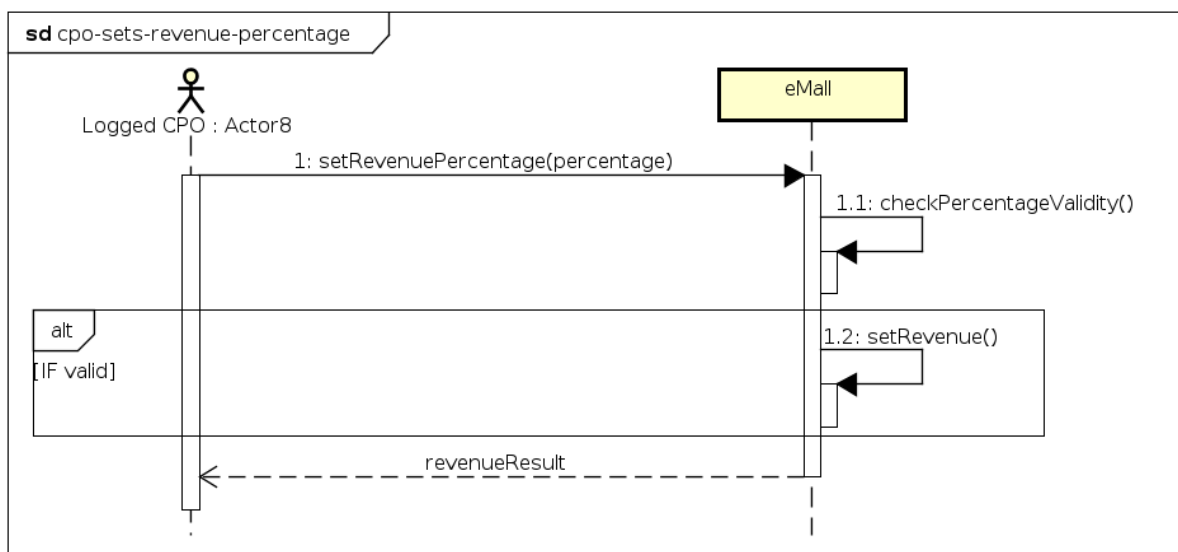 sd cpo-sets-revenue-percentage
eMall
Logged CPO : Actor8
1: setRevenuePercentage(percentage)
1.1: checkPercentageValidity()
alt
1.2: setRevenue()
[IF valid]
revenueResult